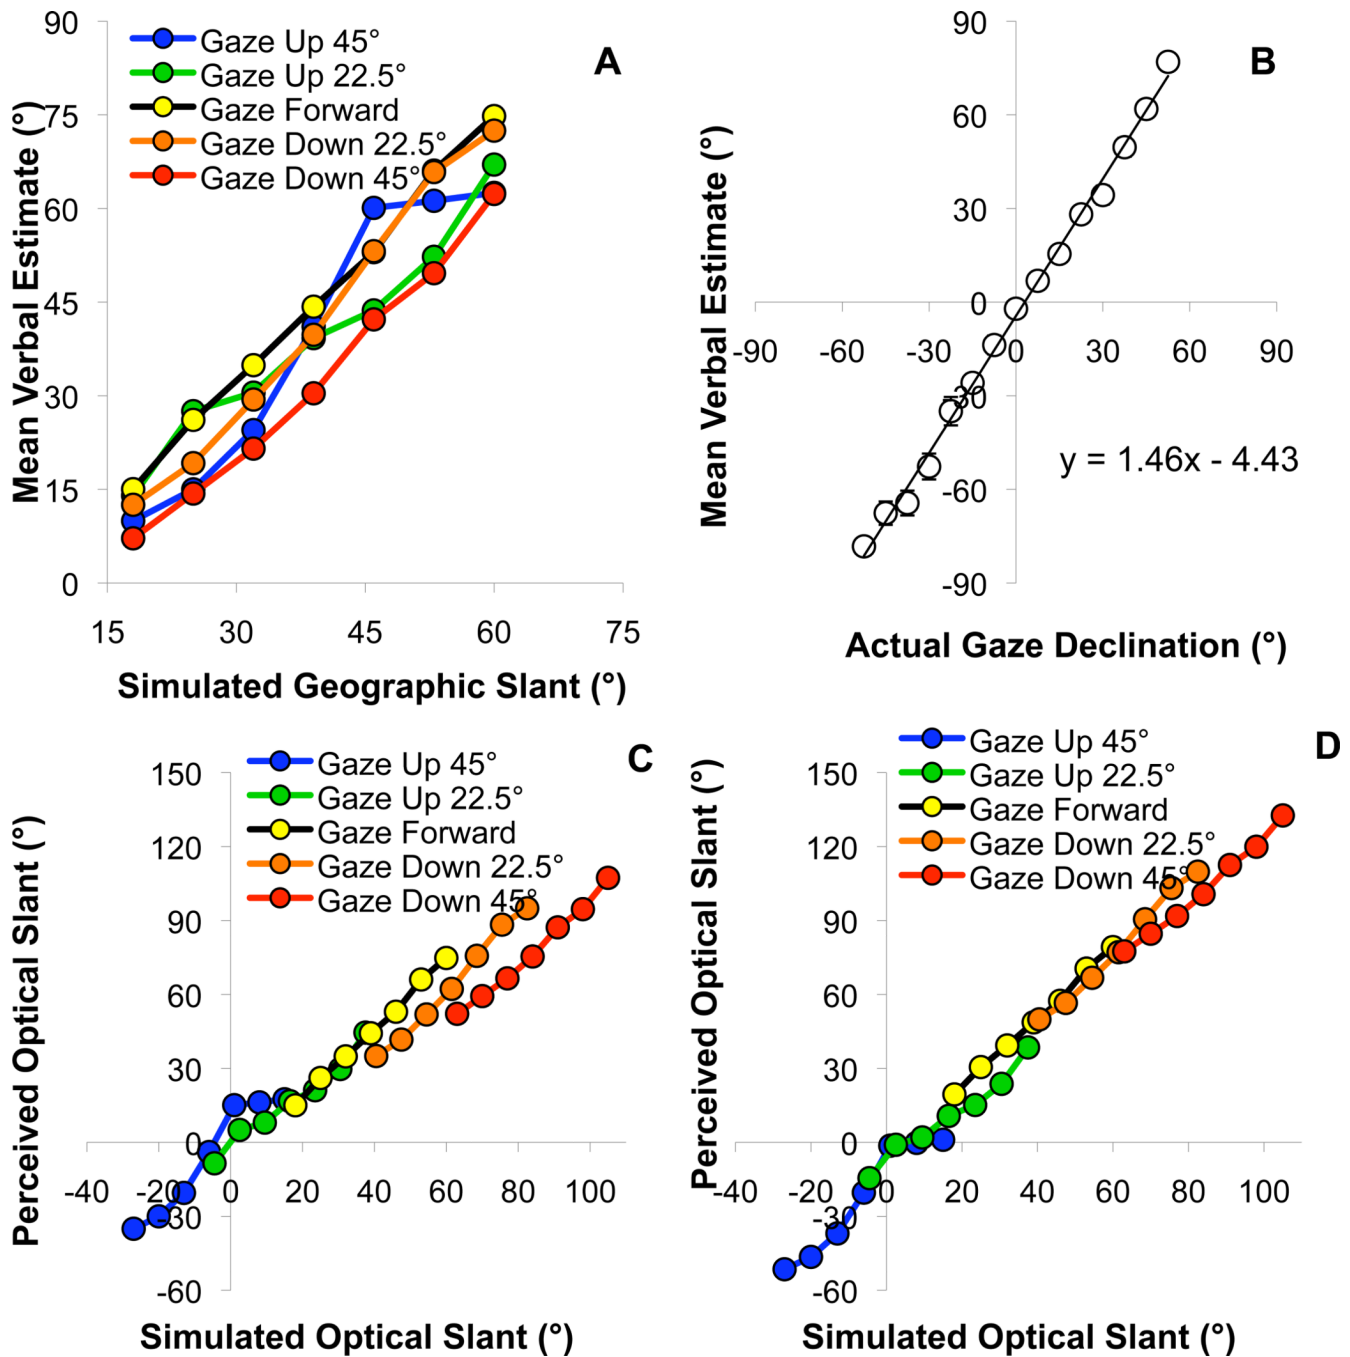 A
90
75
60
45
30
15
0
Mean Verbal Estimate (°)
Gaze Up 45°
Gaze Up 22.5°
Gaze Forward
Gaze Down 22.5°
Gaze Down 45°
15 30 45 60 75
Simulated Geographic Slant (°)
B
90
60
30
0
-30
-60
-90
Mean Verbal Estimate (°)
-90 -60 -30 0 30 60 90
y = 1.46x - 4.43
Actual Gaze Declination (°)
C
150
120
90
60
30
0
-30
-60
Perceived Optical Slant (°)
Gaze Up 45°
Gaze Up 22.5°
Gaze Forward
Gaze Down 22.5°
Gaze Down 45°
-40 -20 0 20 40 60 80 100
Simulated Optical Slant (°)
D
150
120
90
60
30
0
-30
-60
Perceived Optical Slant (°)
Gaze Up 45°
Gaze Up 22.5°
Gaze Forward
Gaze Down 22.5°
Gaze Down 45°
-40 -20 0 20 40 60 80 100
Simulated Optical Slant (°)